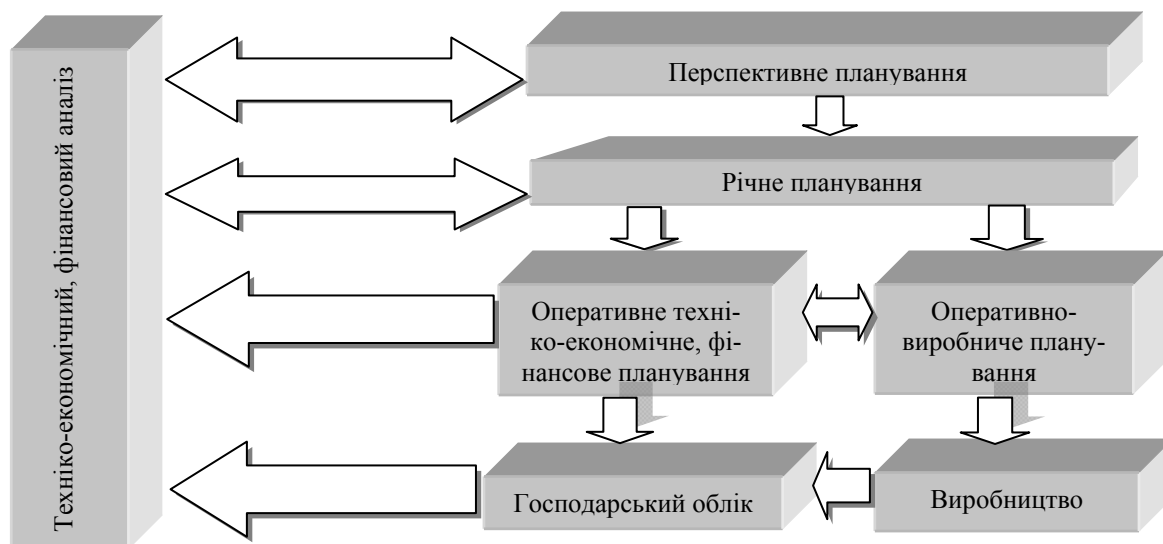 Техніко-економічний, фінансовий аналіз
Перспективне планування
Річне планування
Оперативне техні-
ко-економічне, фі-
нансове планування
Оперативно-
виробниче плану-
вання
Господарський облік
Виробництво